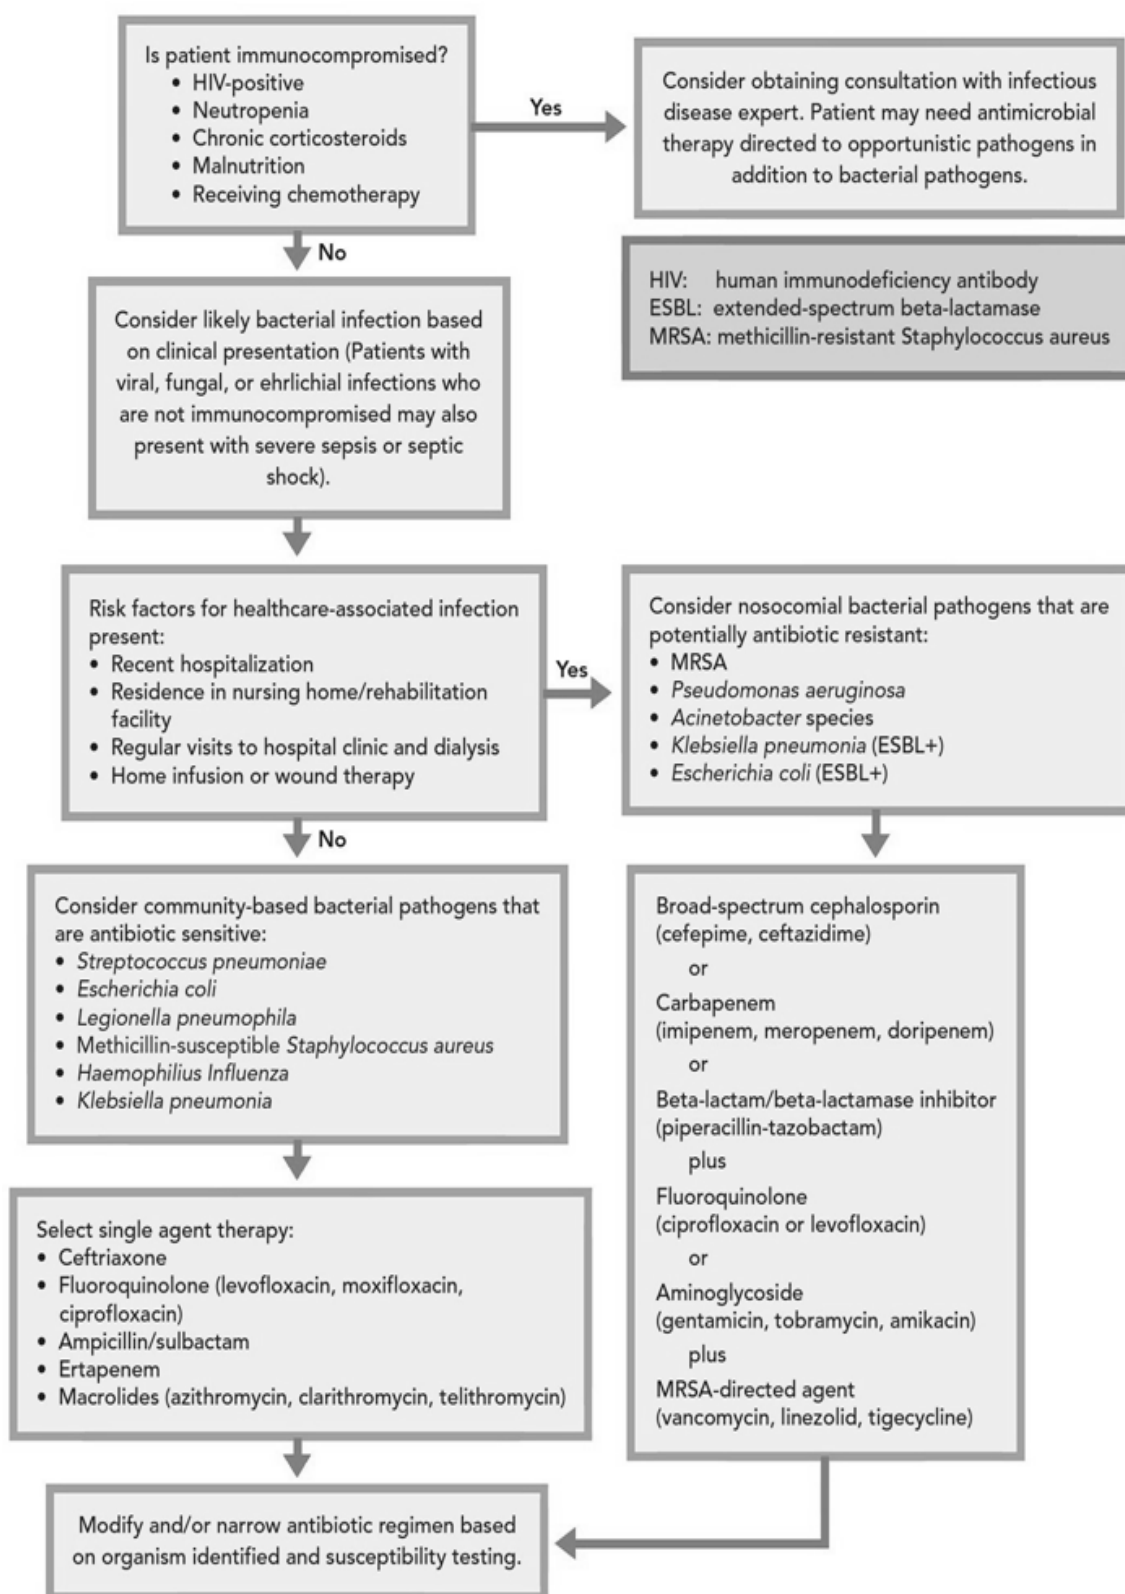 Is patient immunocompromised?
• HIV-positive
• Neutropenia
• Chronic corticosteroids
• Malnutrition
• Receiving chemotherapy
Yes
Consider obtaining consultation with infectious
disease expert. Patient may need antimicrobial
therapy directed to opportunistic pathogens in
addition to bacterial pathogens.
No
HIV: human immunodeficiency antibody
ESBL: extended-spectrum beta-lactamase
MRSA: methicillin-resistant Staphylococcus aureus
Consider likely bacterial infection based
on clinical presentation (Patients with
viral, fungal, or ehrlichial infections who
are not immunocompromised may also
present with severe sepsis or septic
shock).
Risk factors for healthcare-associated infection
present:
• Recent hospitalization
• Residence in nursing home/rehabilitation
facility
• Regular visits to hospital clinic and dialysis
• Home infusion or wound therapy
Yes
Consider nosocomial bacterial pathogens that are
potentially antibiotic resistant:
• MRSA
• Pseudomonas aeruginosa
• Acinetobacter species
• Klebsiella pneumonia (ESBL+)
• Escherichia coli (ESBL+)
No
Consider community-based bacterial pathogens that
are antibiotic sensitive:
• Streptococcus pneumoniae
• Escherichia coli
• Legionella pneumophila
• Methicillin-susceptible Staphylococcus aureus
• Haemophilius Influenza
• Klebsiella pneumonia
Broad-spectrum cephalosporin
(cefepime, ceftazidime)
or
Carbapenem
(imipenem, meropenem, doripenem)
or
Beta-lactam/beta-lactamase inhibitor
(piperacillin-tazobactam)
plus
Fluoroquinolone
(ciprofloxacin or levofloxacin)
or
Aminoglycoside
(gentamicin, tobramycin, amikacin)
plus
MRSA-directed agent
(vancomycin, linezolid, tigecycline)
Select single agent therapy:
• Ceftriaxone
• Fluoroquinolone (levofloxacin, moxifloxacin,
ciprofloxacin)
• Ampicillin/sulbactam
• Ertapenem
• Macrolides (azithromycin, clarithromycin, telithromycin)
Modify and/or narrow antibiotic regimen based
on organism identified and susceptibility testing.